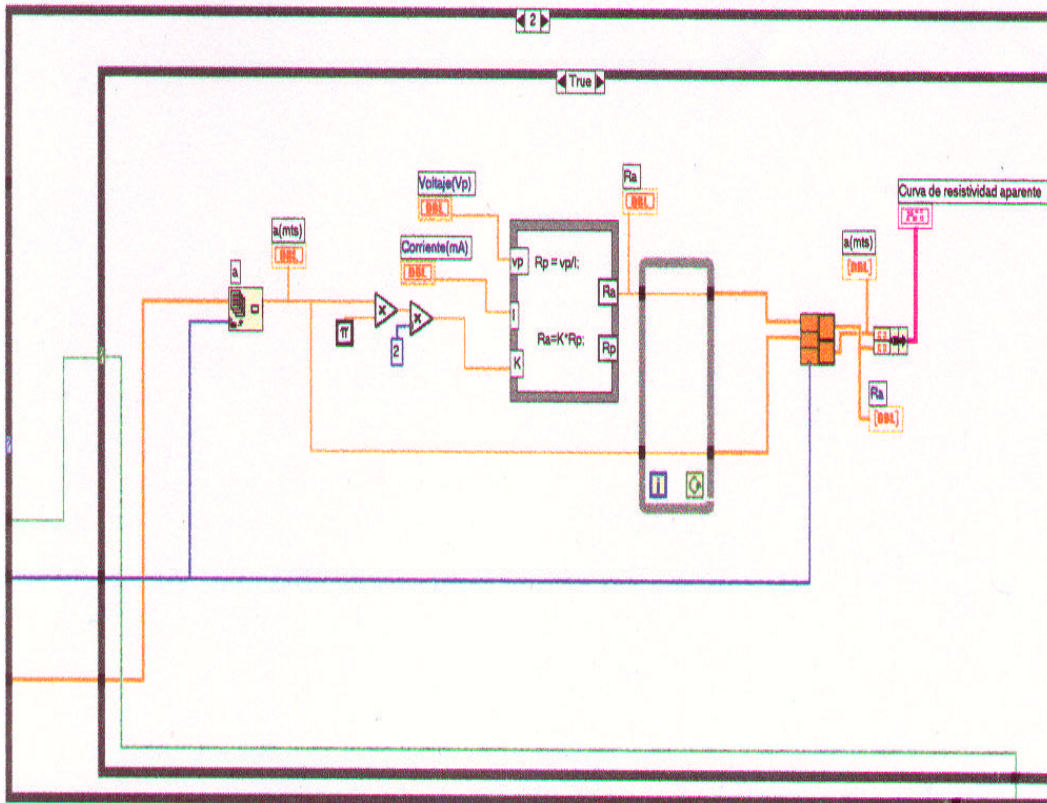 2
True
Voltaje(Vp)
DBL
Ra
DBL
Curva de resistividad aparente
a(mts)
DBL
Corriente(mA)
DBL
a(mts)
[DBL]
a
vp
Rp = vp/I;
Ra
I
π
2
Ra=K*Rp;
Rp
K
Ra
[DBL]
i